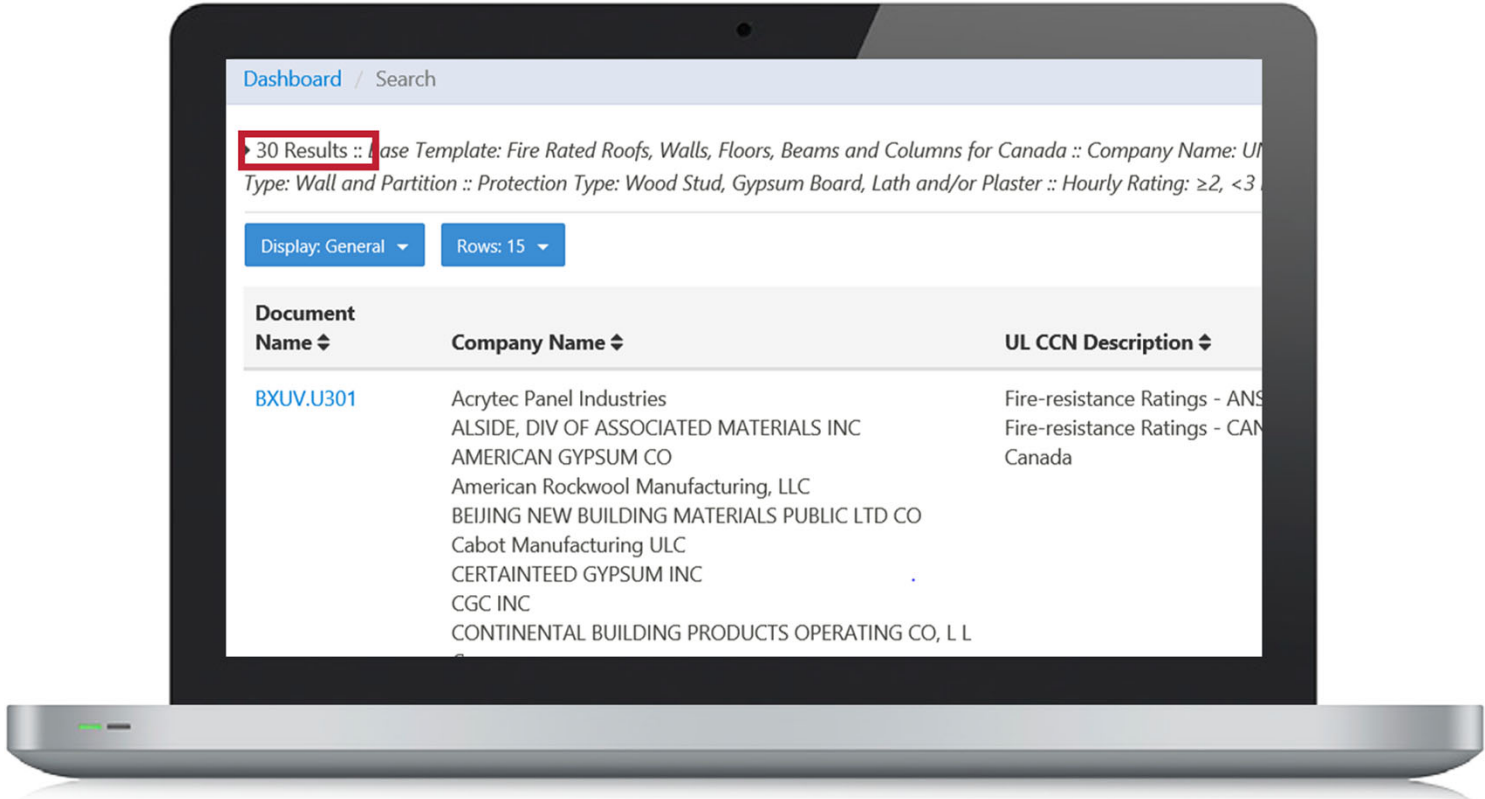 Dashboard / Search
30 Results :: ase Template: Fire Rated Roofs, Walls, Floors, Beams and Columns for Canada :: Company Name:
Type: Wall and Partition :: Protection Type: Wood Stud, Gypsum Board, Lath and/or Plaster :: Hourly Rating: ≥2, <3
Display: General
Rows: 15
Document
Name
Company Name
UL CCN Description
BXUV.U301
Acrytec Panel Industries
Fire-resistance Ratings - ANS
ALSIDE, DIV OF ASSOCIATED MATERIALS INC
Fire-resistance Ratings - CAN
AMERICAN GYPSUM CO
Canada
American Rockwool Manufacturing, LLC
BEIJING NEW BUILDING MATERIALS PUBLIC LTD CO
Cabot Manufacturing ULC
CERTAINTEED GYPSUM INC
CGC INC
CONTINENTAL BUILDING PRODUCTS OPERATING CO, L L